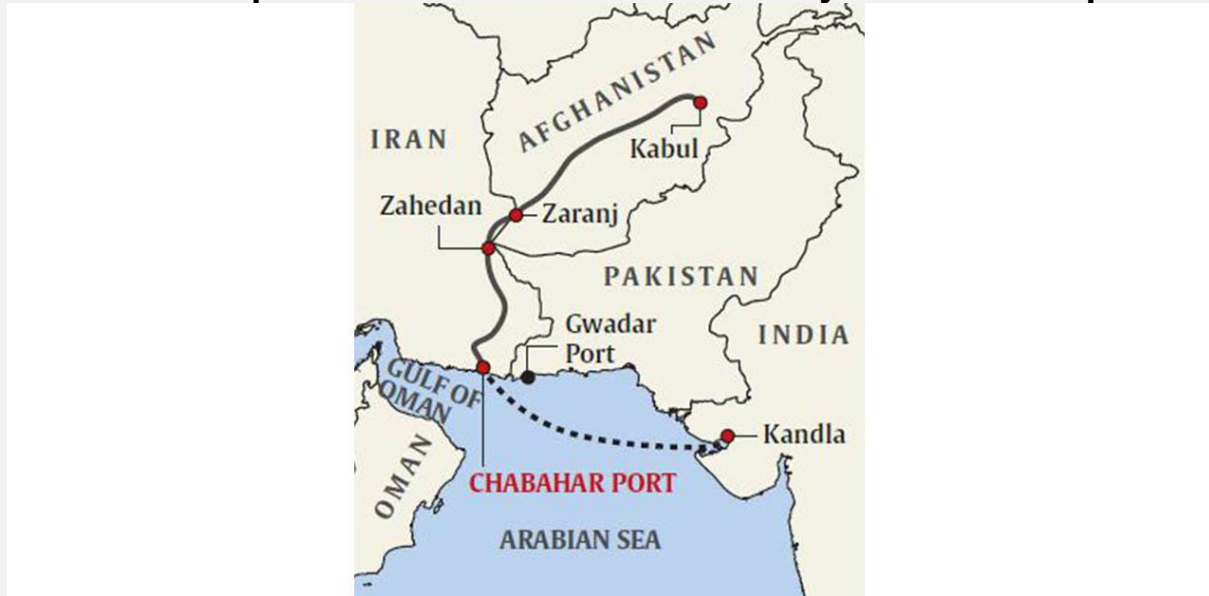 AFGHANISTAN
IRAN
Kabul
Zahedan
Zaranj
PAKISTAN
Gwadar
Port
INDIA
GULF OF
OMAN
Kandla
OMAN
CHABAHAR PORT
ARABIAN SEA